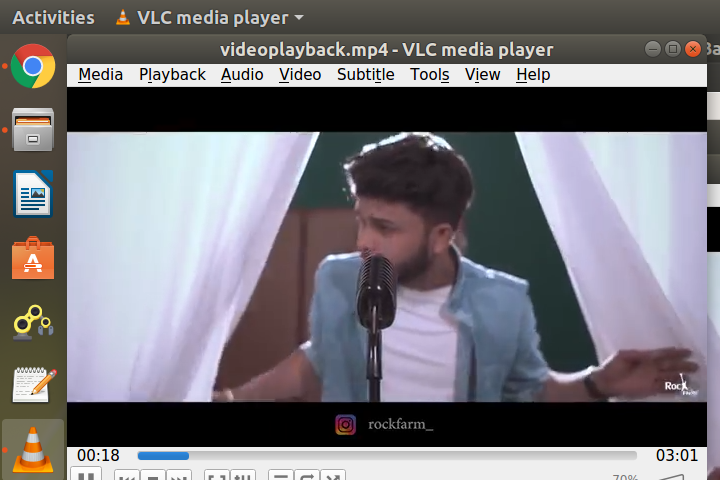 Activities VLC media player
videoplayback.mp4 - VLC media player
Media Playback Audio Video Subtitle Tools View Help
Rock
rockfarm_
00:18 03:01
70%